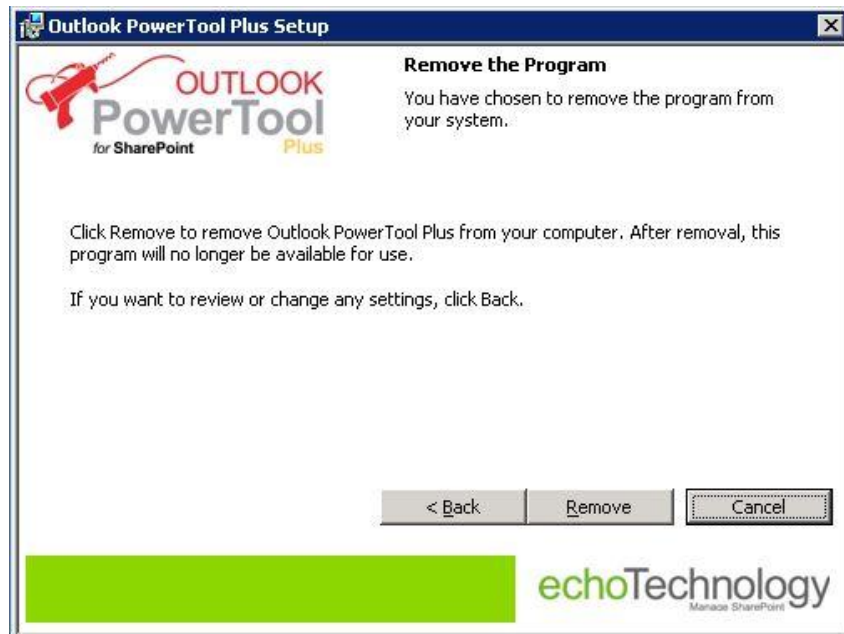 Outlook PowerTool Plus Setup
OUTLOOK
PowerTool
for SharePoint Plus
Remove the Program
You have chosen to remove the program from
your system.
Click Remove to remove Outlook PowerTool Plus from your computer. After removal, this
program will no longer be available for use.
If you want to review or change any settings, click Back.
< Back Remove Cancel
echoTechnology
Manage SharePoint